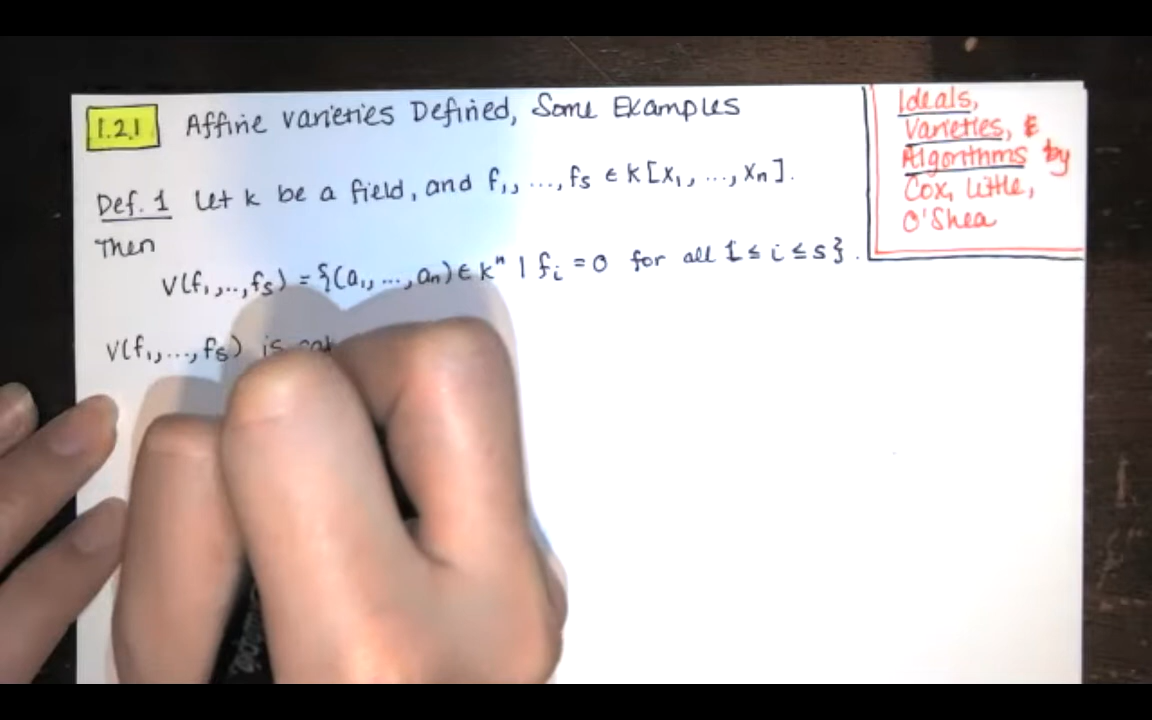 1.2.1 Affine Varieties Defined, Some Examples
Def. 1 Let k be a field, and f₁, ..., fₛ ∈ k[x₁, ..., xₙ].
Then
V(f₁,..,fₛ) = {(a₁, ..., aₙ) ∈ kⁿ | fᵢ = 0 for all 1 ≤ i ≤ s}.
V(f₁, ..., fₛ) is
Ideals,
Varieties, &
Algorithms by
Cox, Little,
O'Shea